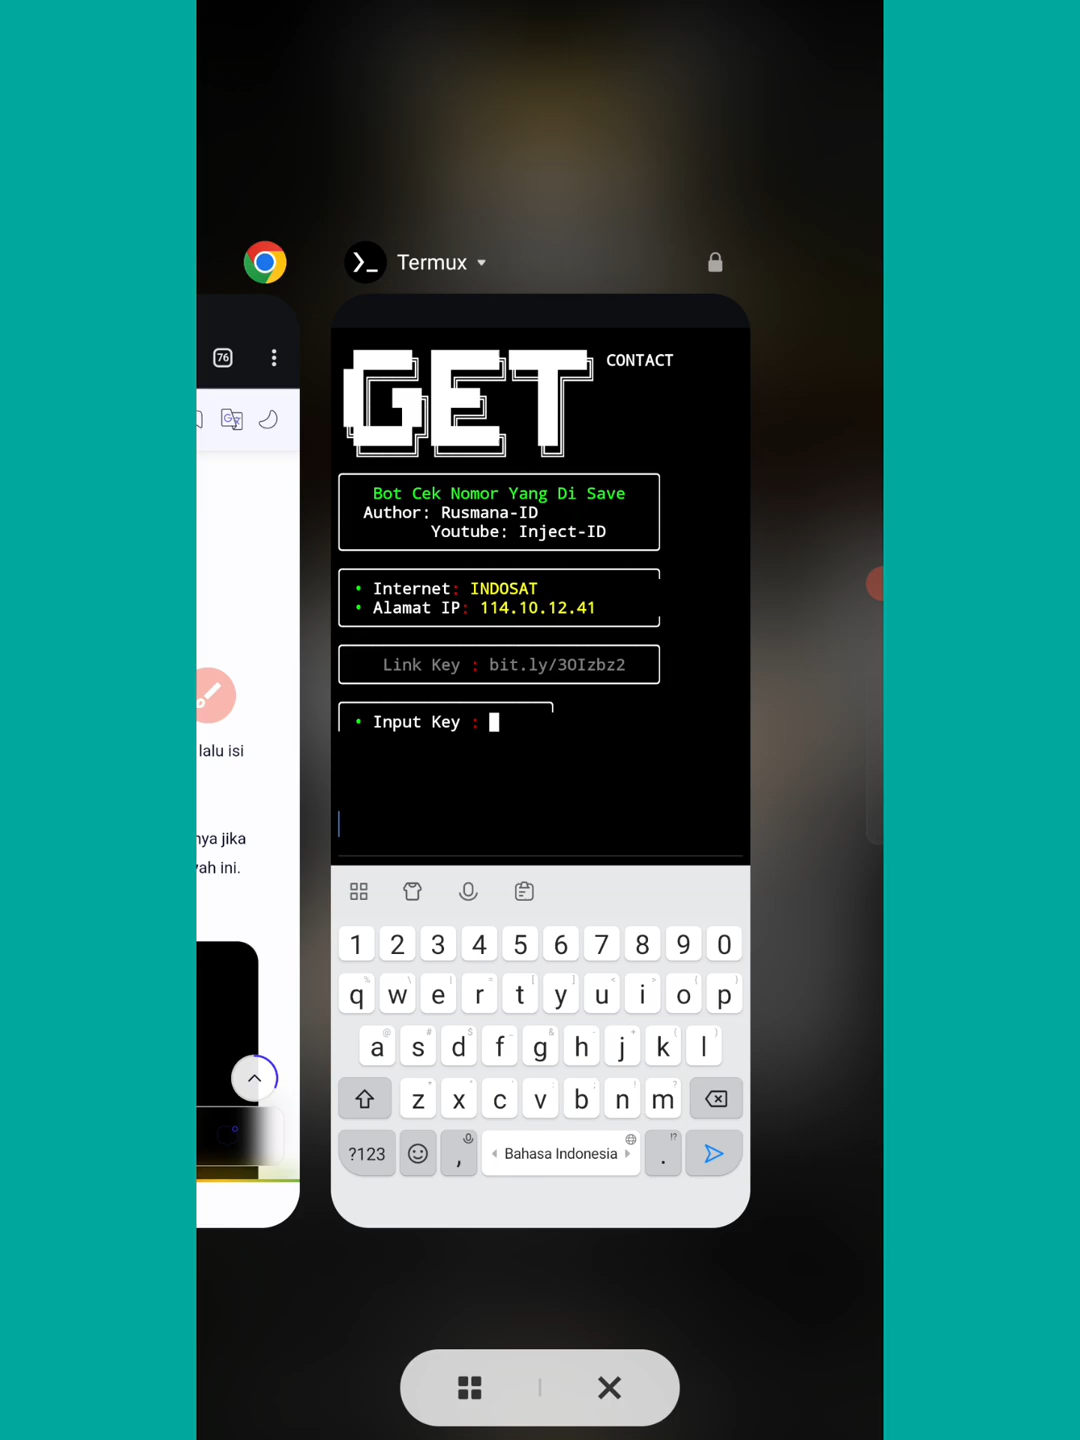 Termux
76
GET CONTACT
Bot Cek Nomor Yang Di Save
Author: Rusmana-ID
Youtube: Inject-ID
• Internet: INDOSAT
• Alamat IP: 114.10.12.41
Link Key : bit.ly/3OIzbz2
• Input Key :
lalu isi
nya jika
yah ini.
1 2 3 4 5 6 7 8 9 0
q w e r t y u i o p
a s d f g h j k l
z x c v b n m
?123 , Bahasa Indonesia .